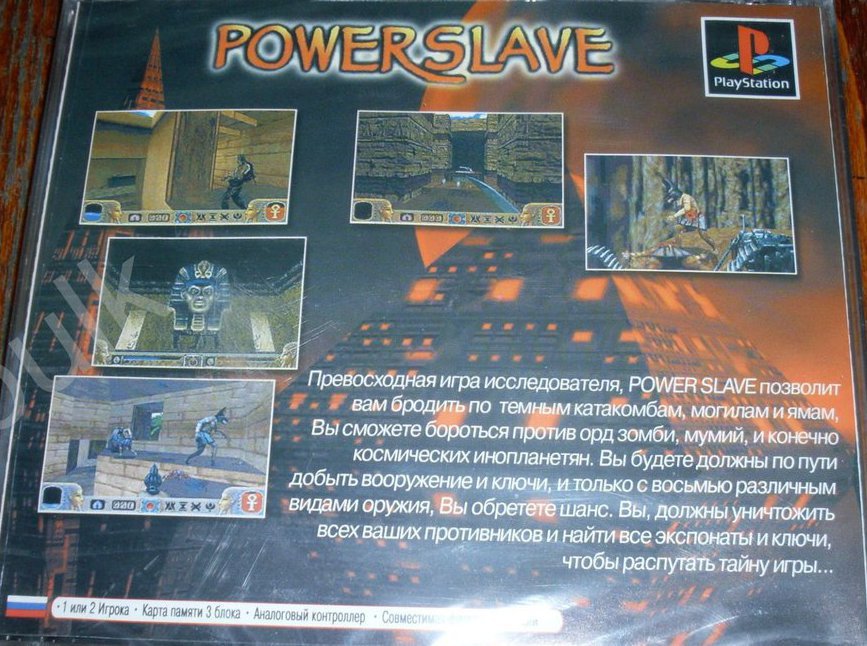 POWERSLAVE
PlayStation
Превосходная игра исследователя, POWER SLAVE позволит
вам бродить по темным катакомбам, могилам и ямам,
Вы сможете бороться против орд зомби, мумий, и конечно
космических инопланетян. Вы будете должны по пути
добыть вооружение и ключи, и только с восьмью различным
видами оружия, Вы обретете шанс. Вы, должны уничтожить
всех ваших противников и найти все экспонаты и ключи,
чтобы распутать тайну игры...
• 1 или 2 Игрока • Карта памяти 3 блока • Аналоговый контроллер •